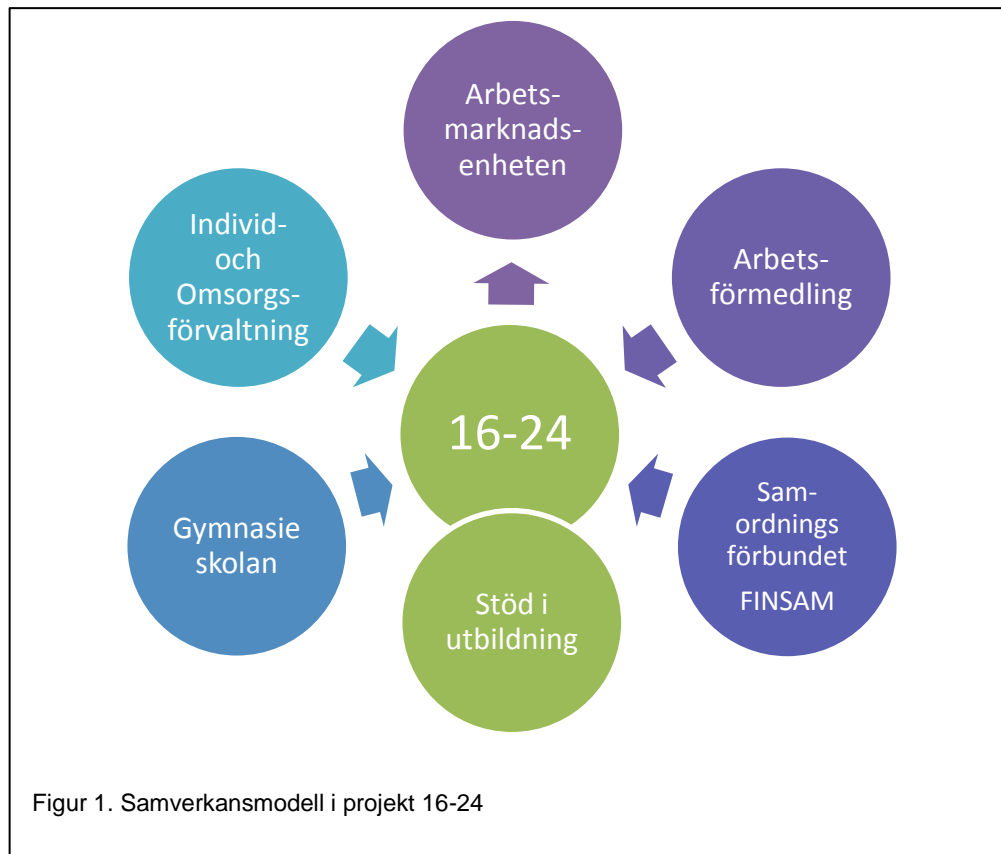 Arbets-
marknads-
enheten
Individ-
och
Omsorgs-
förvaltning
Arbets-
förmedling
16-24
Gymnasie
skolan
Sam-
ordnings
förbundet
FINSAM
Stöd i
utbildning
Figur 1. Samverkansmodell i projekt 16-24